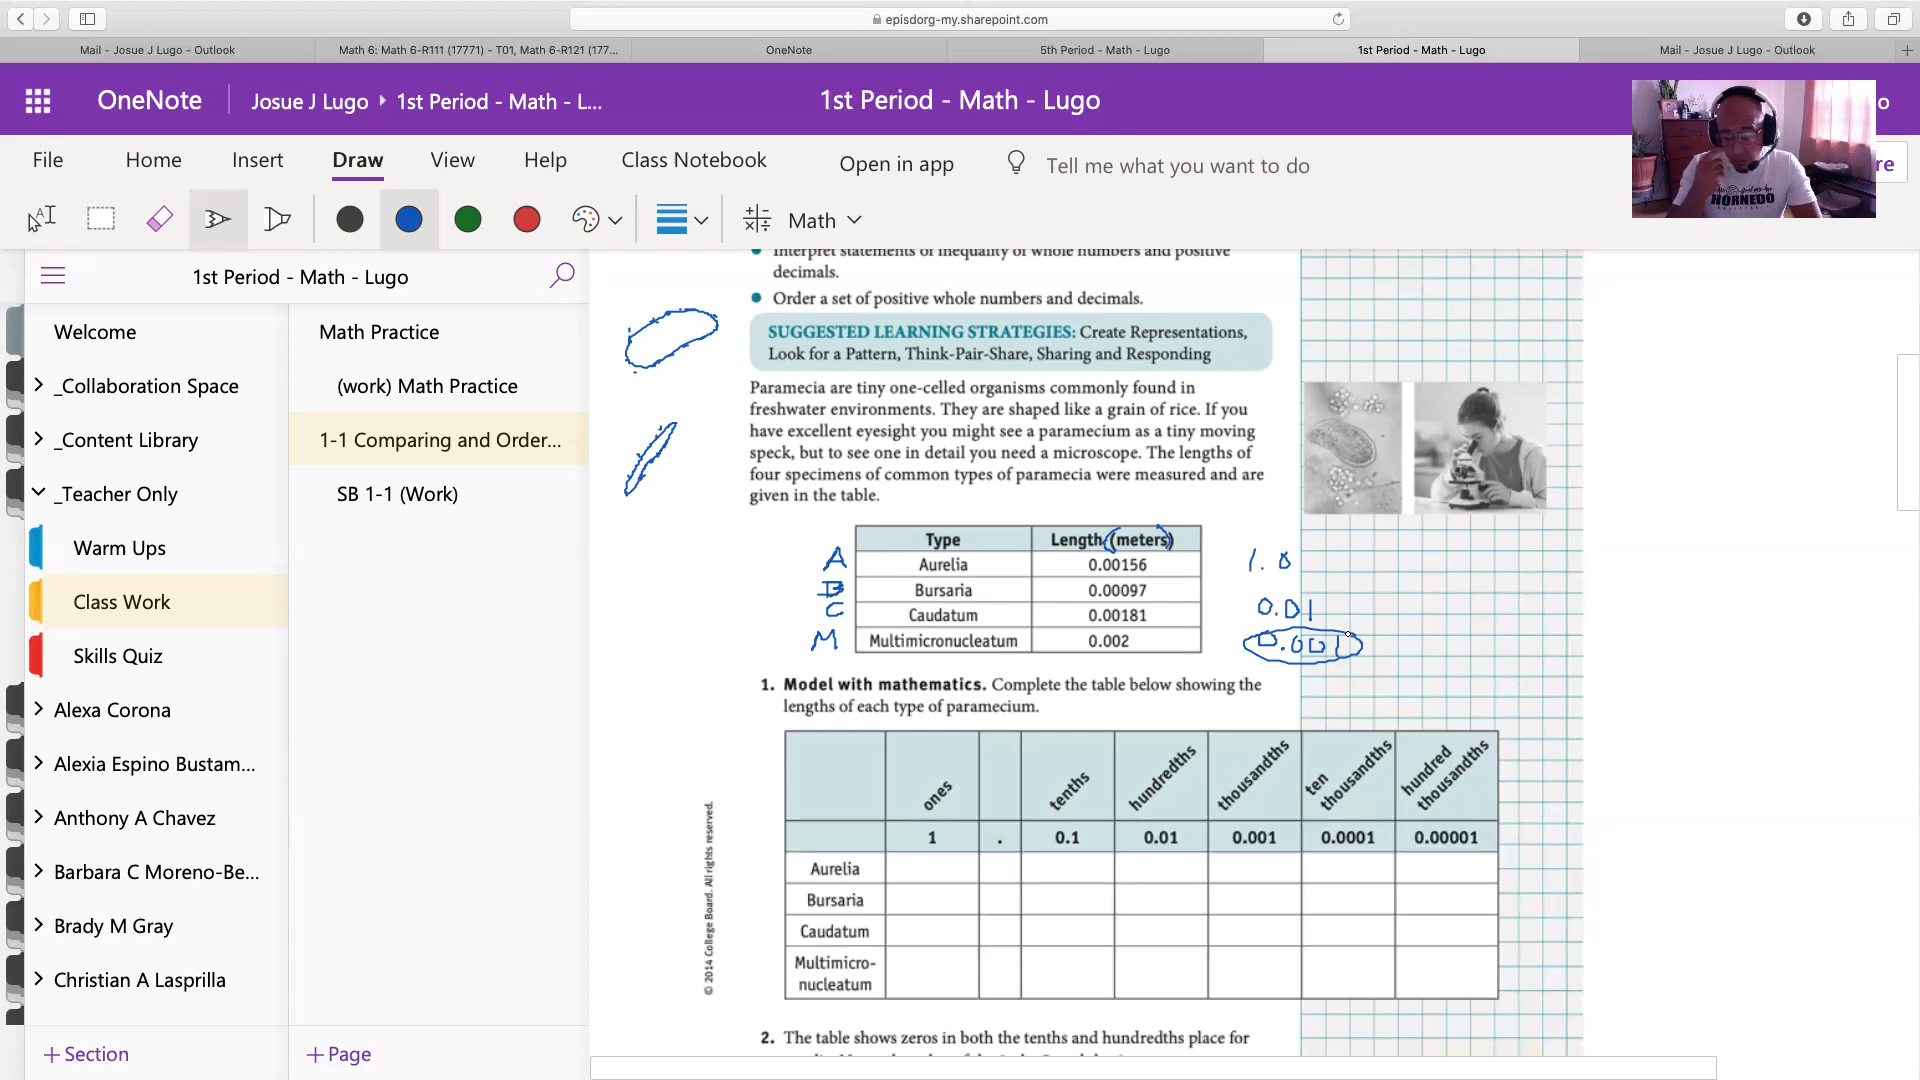 episdorg-my.sharepoint.com
Mail - Josue J Lugo - Outlook
Math 6: Math 6-R111 (17771) - T01, Math 6-R121 (177...
OneNote
5th Period - Math - Lugo
1st Period - Math - Lugo
Mail - Josue J Lugo - Outlook
OneNote
Josue J Lugo
1st Period - Math - L...
1st Period - Math - Lugo
o
re
HORNEDO
File Home Insert Draw View Help Class Notebook Open in app Tell me what you want to do
Math
1st Period - Math - Lugo
Welcome
_Collaboration Space
_Content Library
_Teacher Only
Warm Ups
Class Work
Skills Quiz
Alexa Corona
Alexia Espino Bustam...
Anthony A Chavez
Barbara C Moreno-Be...
Brady M Gray
Christian A Lasprilla
+ Section
Math Practice
(work) Math Practice
1-1 Comparing and Order...
SB 1-1 (Work)
+ Page
Interpret statements of inequality of whole numbers and positive
decimals.
• Order a set of positive whole numbers and decimals.
SUGGESTED LEARNING STRATEGIES: Create Representations,
Look for a Pattern, Think-Pair-Share, Sharing and Responding
Paramecia are tiny one-celled organisms commonly found in
freshwater environments. They are shaped like a grain of rice. If you
have excellent eyesight you might see a paramecium as a tiny moving
speck, but to see one in detail you need a microscope. The lengths of
four specimens of common types of paramecia were measured and are
given in the table.
Type Length (meters)
A Aurelia 0.00156 1.0
B Bursaria 0.00097
C Caudatum 0.00181 0.01
M Multimicronucleatum 0.002 0.001
1. Model with mathematics. Complete the table below showing the
lengths of each type of paramecium.
ones tenths hundredths thousandths ten thousandths hundred thousandths
1 . 0.1 0.01 0.001 0.0001 0.00001
Aurelia
Bursaria
Caudatum
Multimicro-
nucleatum
© 2014 College Board. All rights reserved.
2. The table shows zeros in both the tenths and hundredths place for